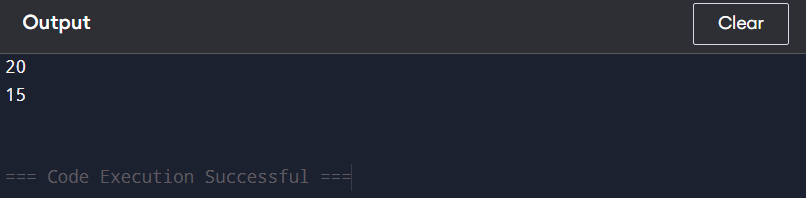 Output
Clear
20
15
=== Code Execution Successful ===